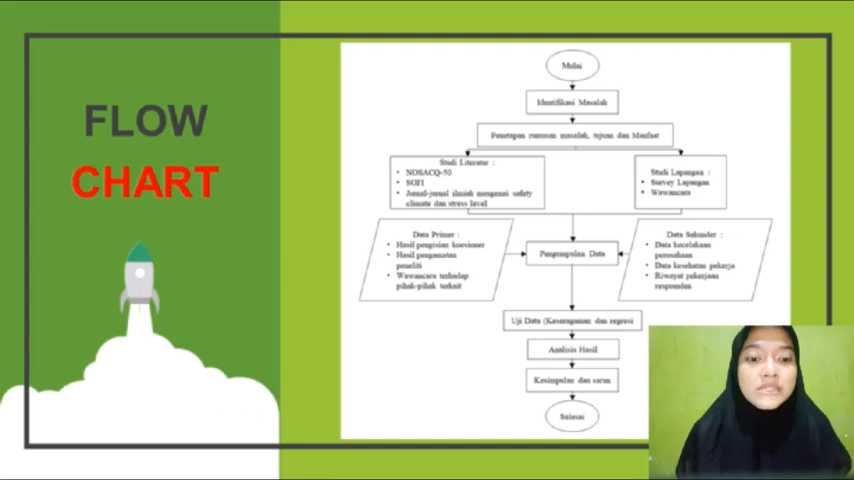 FLOW
CHART
Mulai
Identifikasi Masalah
Penetapan rumusan masalah, tujuan dan Manfaat
Studi Literatur :
• NOSACQ-50
• SOFI
• Jurnal-jurnal ilmiah mengenai safety
climate dan stress level
Studi Lapangan :
• Survey Lapangan
• Wawancara
Data Primer :
• Hasil pengisian koesioner
• Hasil pengamatan
peneliti
• Wawancara terhadap
pihak-pihak terkait
Pengumpulan Data
Data Sekunder :
• Data kecelakaan
perusahaan
• Data kesehatan pekerja
• Riwayat pekerjaan
responden
Uji Data (Keseragaman dan regresi
Analisis Hasil
Kesimpulan dan saran
Selesai